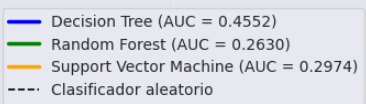 Decision Tree (AUC = 0.4552)
Random Forest (AUC = 0.2630)
Support Vector Machine (AUC = 0.2974)
Clasificador aleatorio